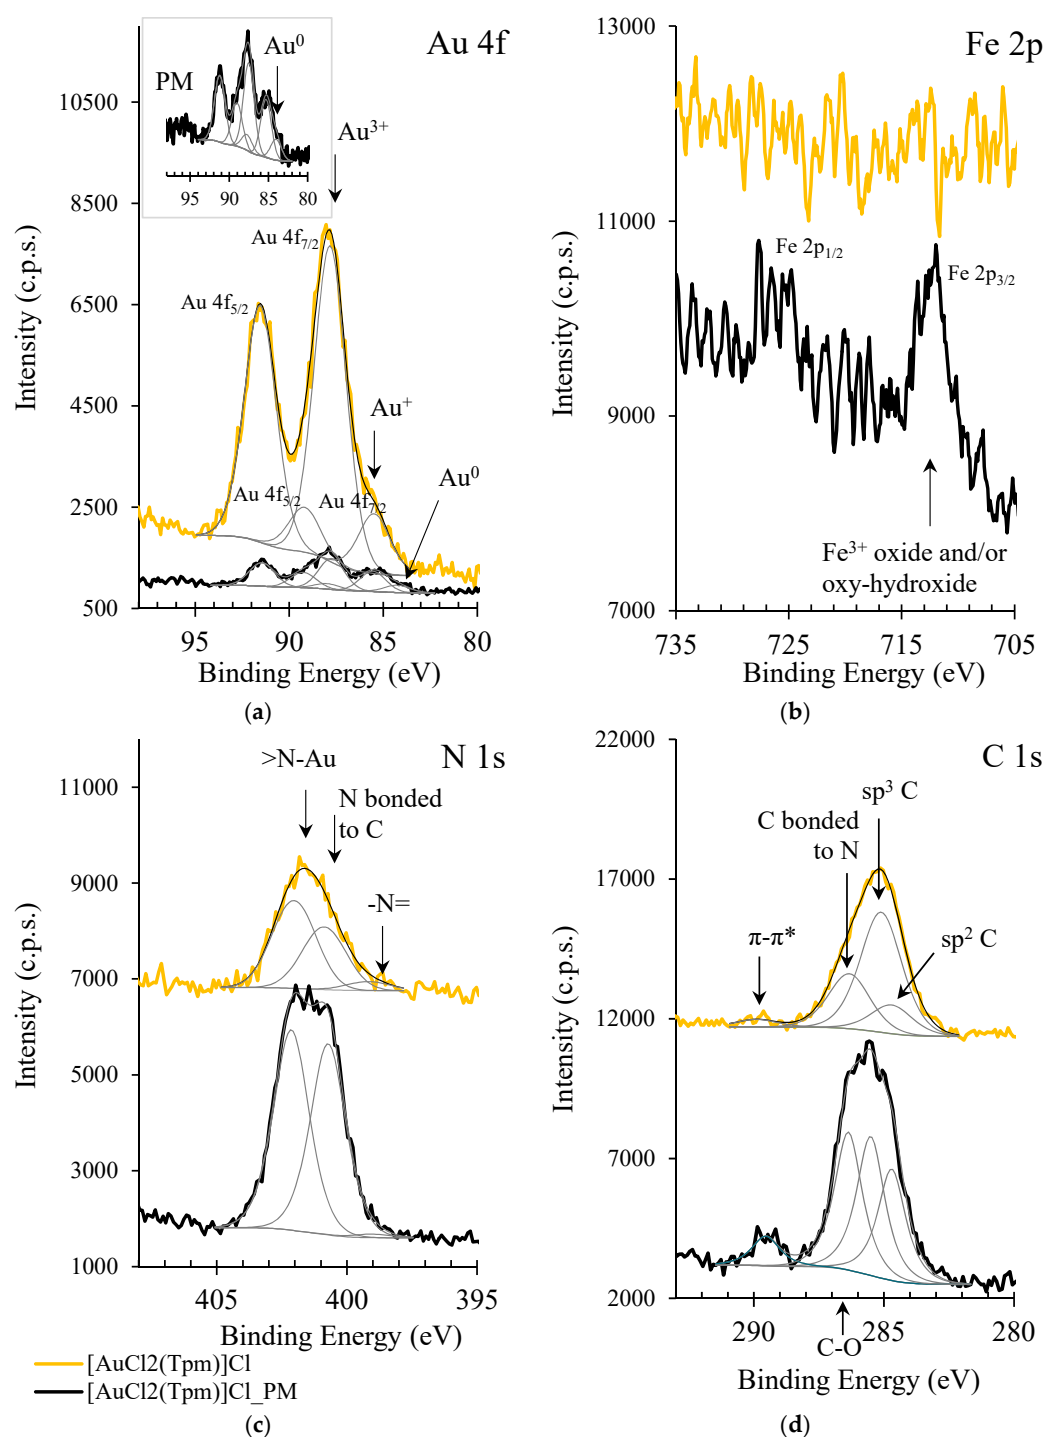 Au 4f
PM
Au⁰
95 90 85 80
Au³⁺
Au 4f₇/₂
Au 4f₅/₂
Au⁺
Au⁰
Au 4f₅/₂
Au 4f₇/₂
10500
8500
6500
4500
2500
500
Intensity (c.p.s.)
95 90 85 80
Binding Energy (eV)
(a)
Fe 2p
13000
11000
9000
7000
Fe 2p₁/₂
Fe 2p₃/₂
Fe³⁺ oxide and/or
oxy-hydroxide
Intensity (c.p.s.)
735 725 715 705
Binding Energy (eV)
(b)
N 1s
>N-Au
N bonded
to C
-N=
11000
9000
7000
5000
3000
1000
Intensity (c.p.s.)
405 400 395
Binding Energy (eV)
[AuCl2(Tpm)]Cl
[AuCl2(Tpm)]Cl_PM
(c)
C 1s
sp³ C
C bonded
to N
π-π*
sp² C
22000
17000
12000
7000
2000
Intensity (c.p.s.)
290 285 280
C-O
Binding Energy (eV)
(d)